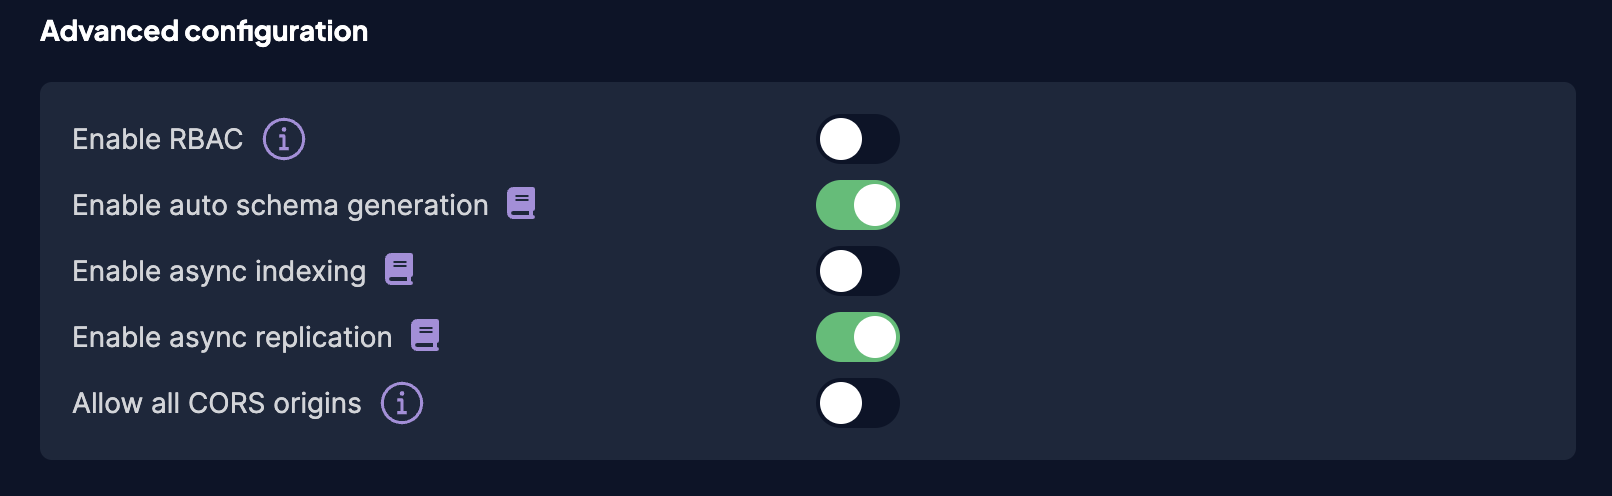 Advanced configuration
Enable RBAC
Enable auto schema generation
Enable async indexing
Enable async replication
Allow all CORS origins